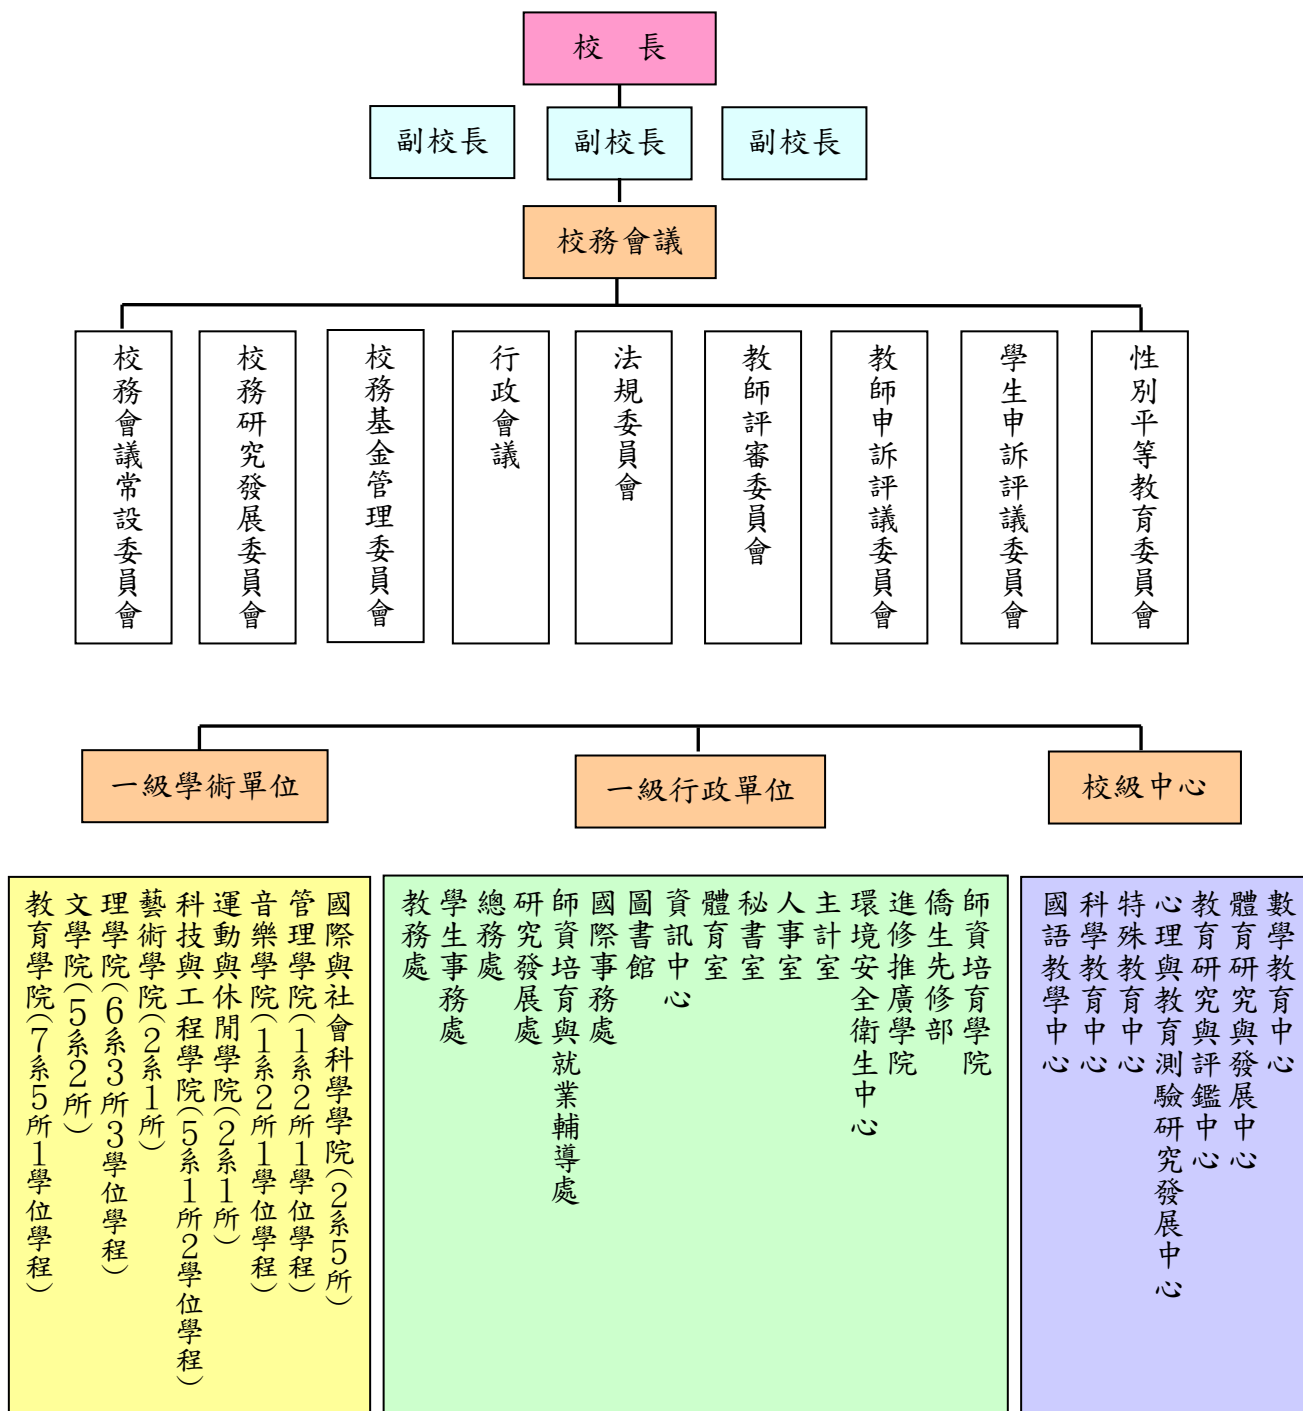 校 長
副校長
副校長
副校長
校務會議
校務會議常設委員會
校務研究發展委員會
校務基金管理委員會
行政會議
法規委員會
教師評審委員會
教師申訴評議委員會
學生申訴評議委員會
性別平等教育委員會
一級學術單位
一級行政單位
校級中心
教育學院(7系5所1學位學程)
文學院(5系2所)
理學院(6系3所3學位學程)
藝術學院(2系1所)
科技與工程學院(5系1所2學位學程)
運動與休閒學院(2系1所)
音樂學院(1系2所1學位學程)
管理學院(1系2所1學位學程)
國際與社會科學學院(2系5所)
教務處
學生事務處
總務處
研究發展處
師資培育與就業輔導處
國際事務處
圖書館
資訊中心
體育室
秘書室
人事室
主計室
環境安全衛生中心
進修推廣學院
僑生先修部
師資培育學院
國語教學中心
科學教育中心
特殊教育中心
心理與教育測驗研究發展中心
教育研究與評鑑中心
體育研究與發展中心
數學教育中心